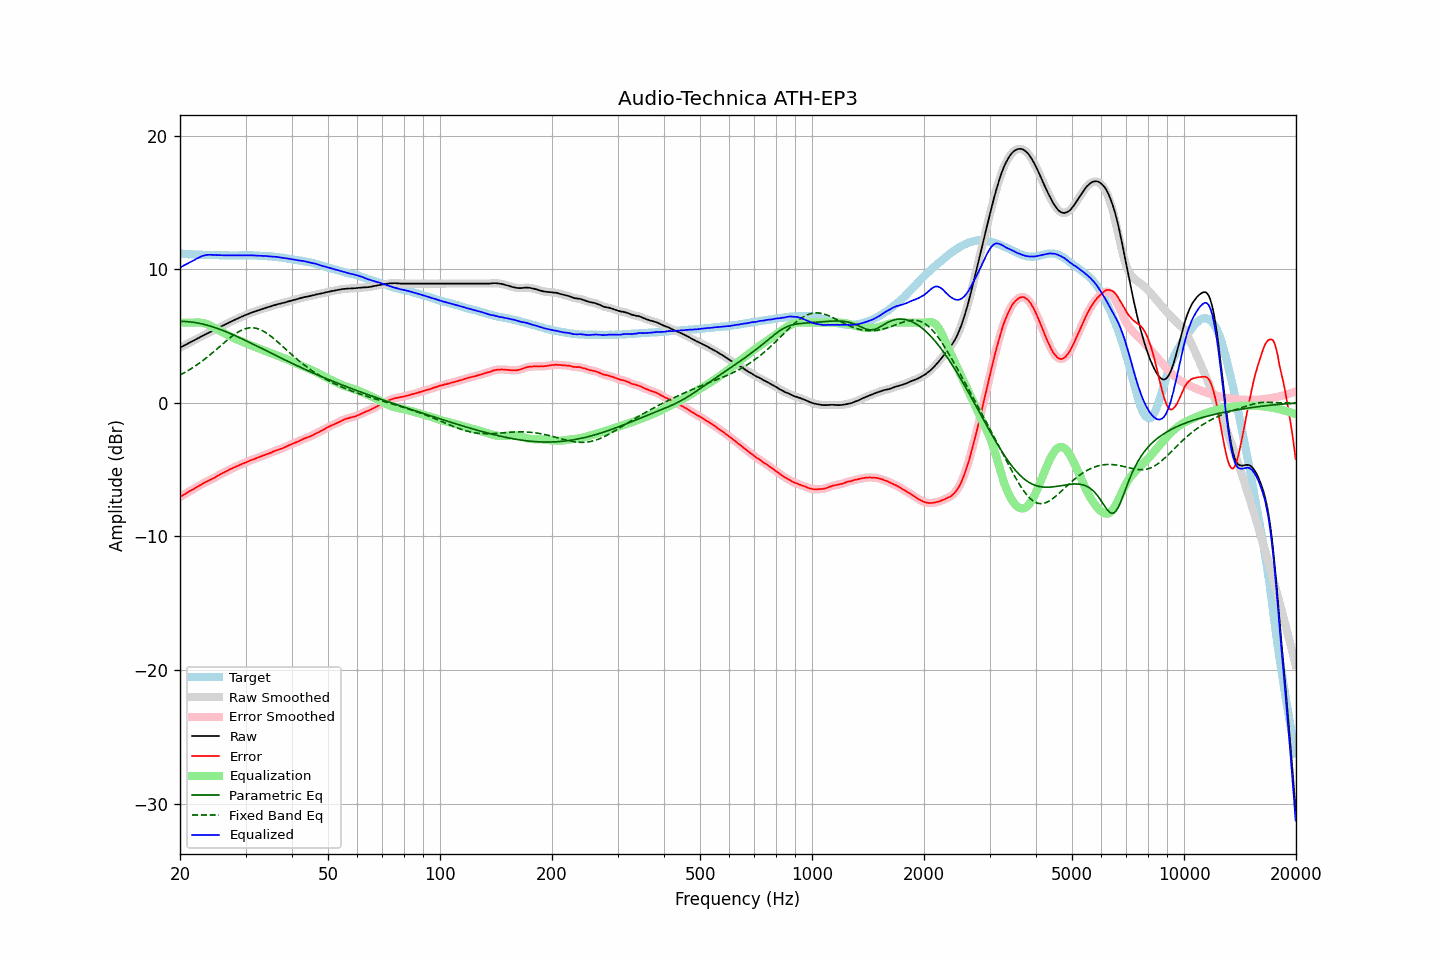 Audio-Technica ATH-EP3
Amplitude (dBr)
20
10
0
−10
−20
−30
Target
Raw Smoothed
Error Smoothed
Raw
Error
Equalization
Parametric Eq
Fixed Band Eq
Equalized
20 50 100 200 500 1000 2000 5000 10000 20000
Frequency (Hz)